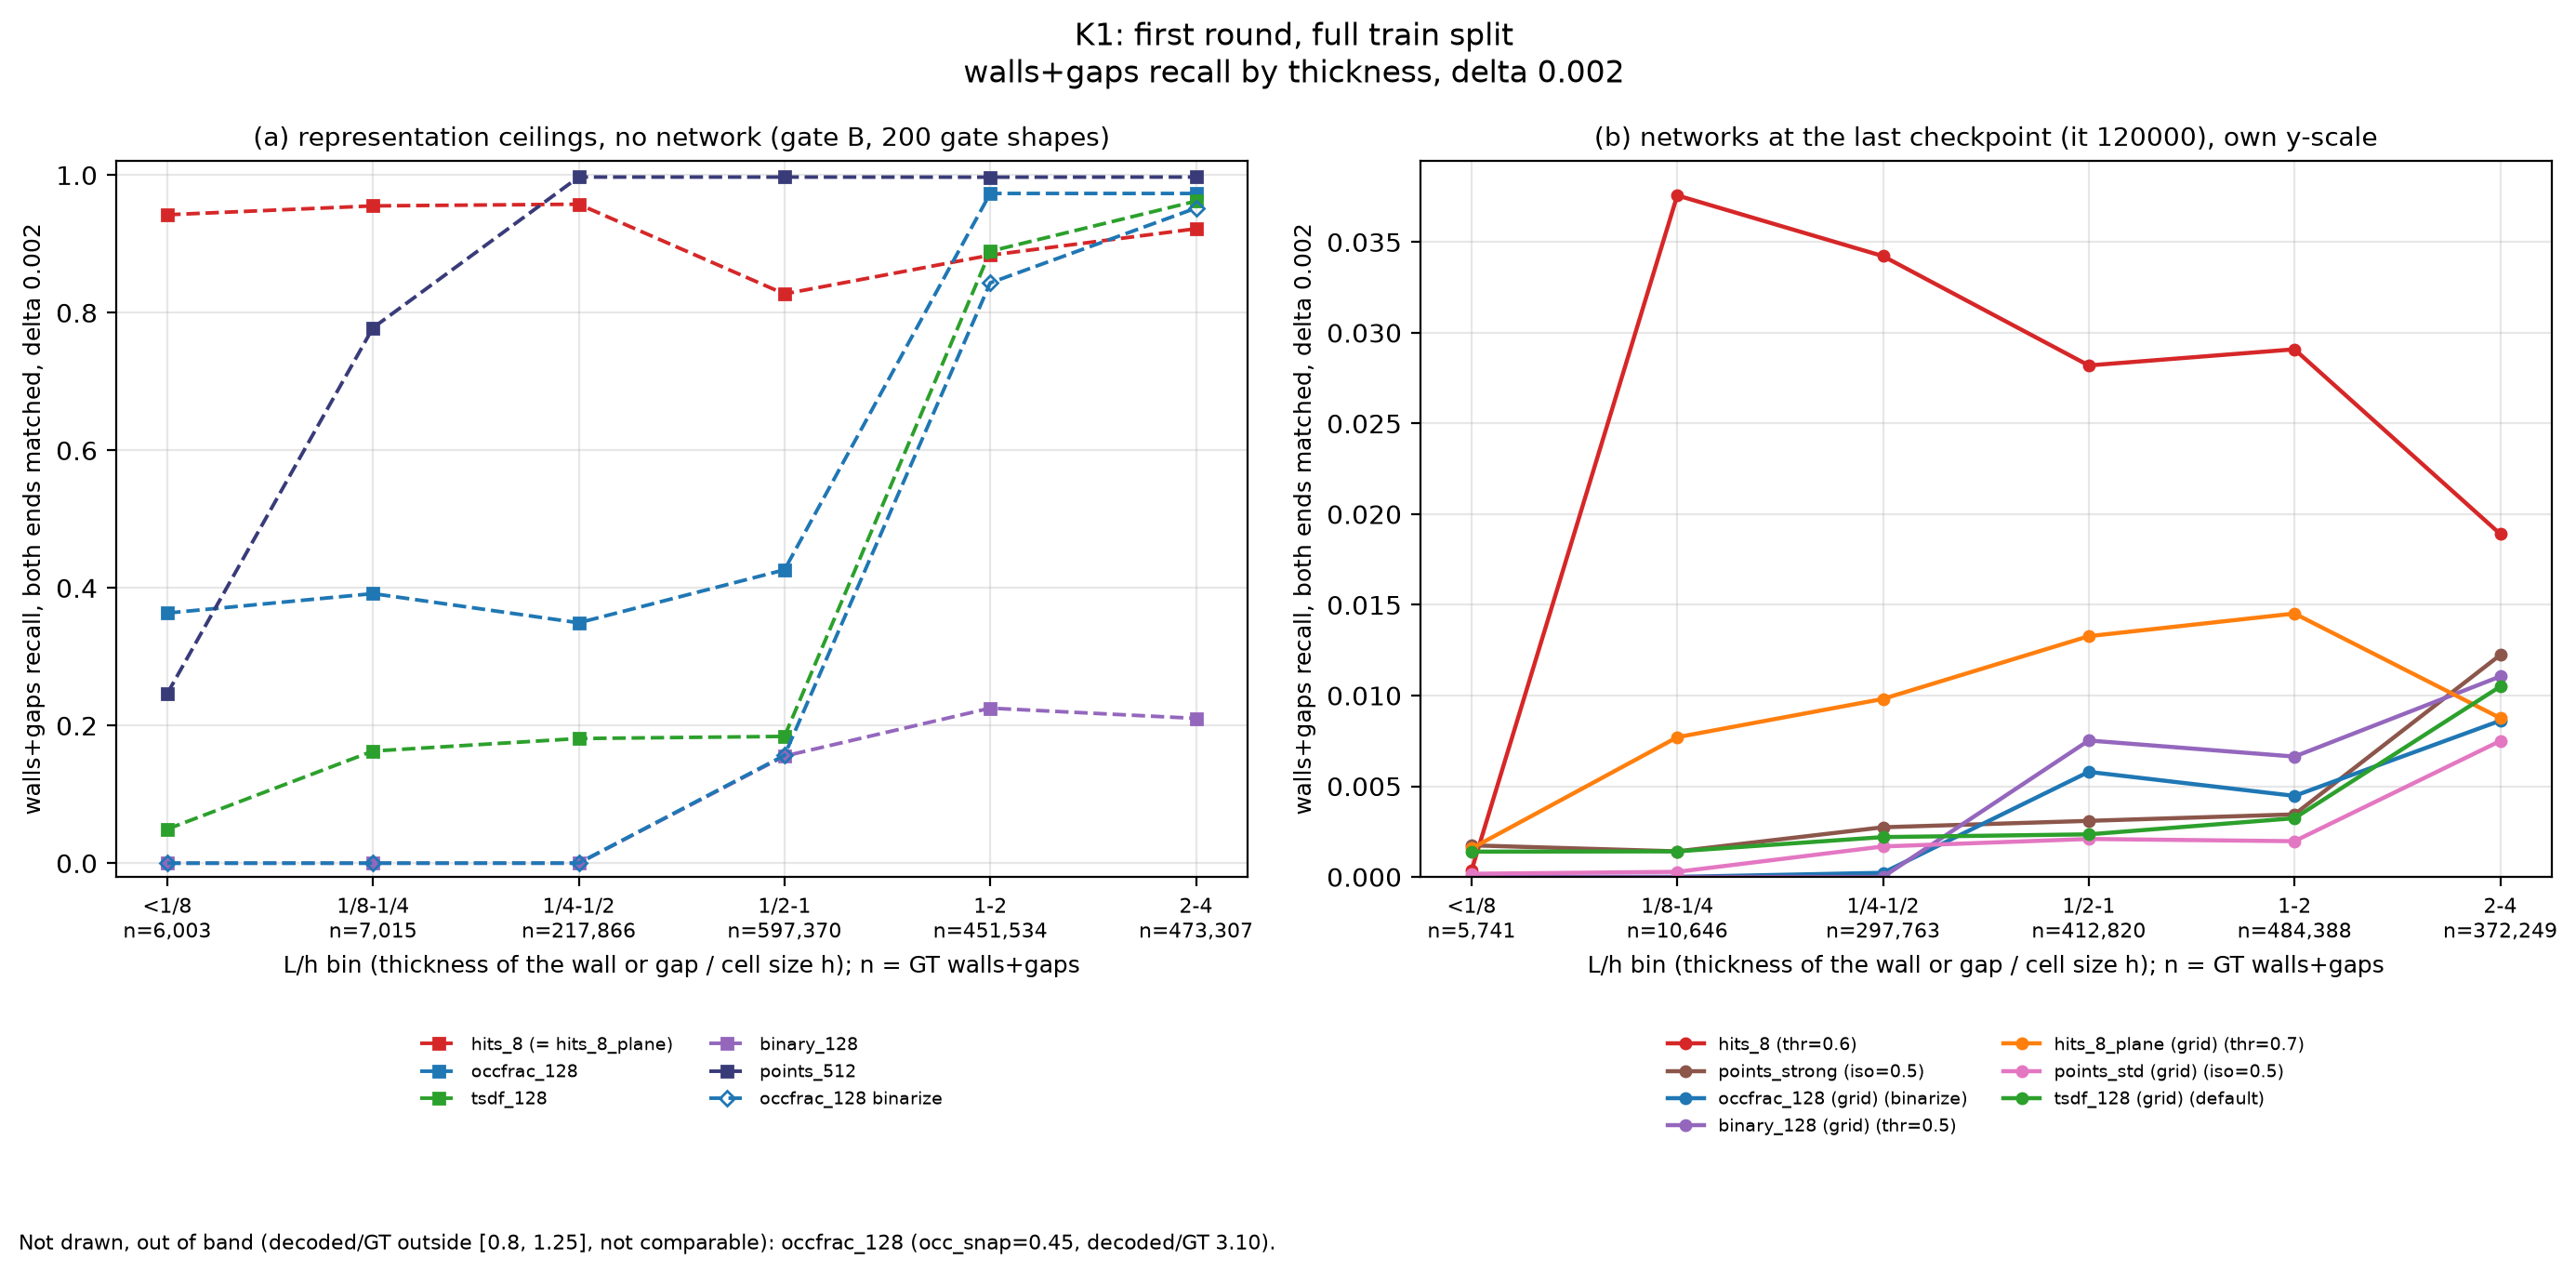 K1: first round, full train split
walls+gaps recall by thickness, delta 0.002
(a) representation ceilings, no network (gate B, 200 gate shapes)
walls+gaps recall, both ends matched, delta 0.002
1.0
0.8
0.6
0.4
0.2
0.0
<1/8 1/8-1/4 1/4-1/2 1/2-1 1-2 2-4
n=6,003 n=7,015 n=217,866 n=597,370 n=451,534 n=473,307
L/h bin (thickness of the wall or gap / cell size h); n = GT walls+gaps
hits_8 (= hits_8_plane)
occfrac_128
tsdf_128
binary_128
points_512
occfrac_128 binarize
(b) networks at the last checkpoint (it 120000), own y-scale
walls+gaps recall, both ends matched, delta 0.002
0.035
0.030
0.025
0.020
0.015
0.010
0.005
0.000
<1/8 1/8-1/4 1/4-1/2 1/2-1 1-2 2-4
n=5,741 n=10,646 n=297,763 n=412,820 n=484,388 n=372,249
L/h bin (thickness of the wall or gap / cell size h); n = GT walls+gaps
hits_8 (thr=0.6)
points_strong (iso=0.5)
occfrac_128 (grid) (binarize)
binary_128 (grid) (thr=0.5)
hits_8_plane (grid) (thr=0.7)
points_std (grid) (iso=0.5)
tsdf_128 (grid) (default)
Not drawn, out of band (decoded/GT outside [0.8, 1.25], not comparable): occfrac_128 (occ_snap=0.45, decoded/GT 3.10).